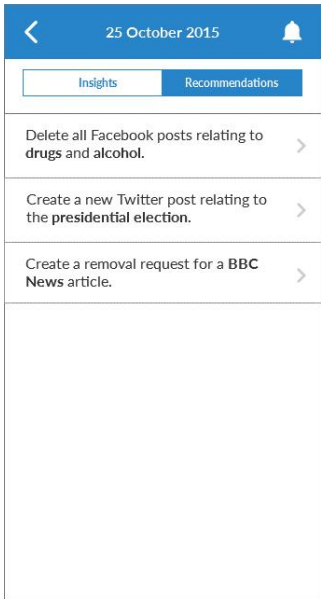 25 October 2015
Insights
Recommendations
Delete all Facebook posts relating to
drugs and alcohol.
Create a new Twitter post relating to
the presidential election.
Create a removal request for a BBC
News article.